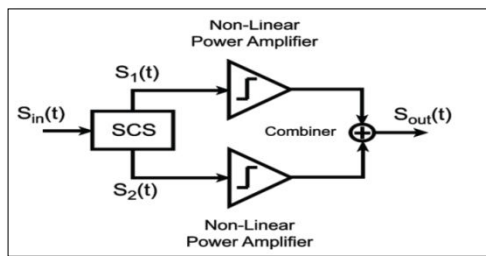 Non-Linear
Power Amplifier
S₁(t)
Sᵢₙ(t)
SCS
Combiner
Sₒᵤₜ(t)
S₂(t)
Non-Linear
Power Amplifier